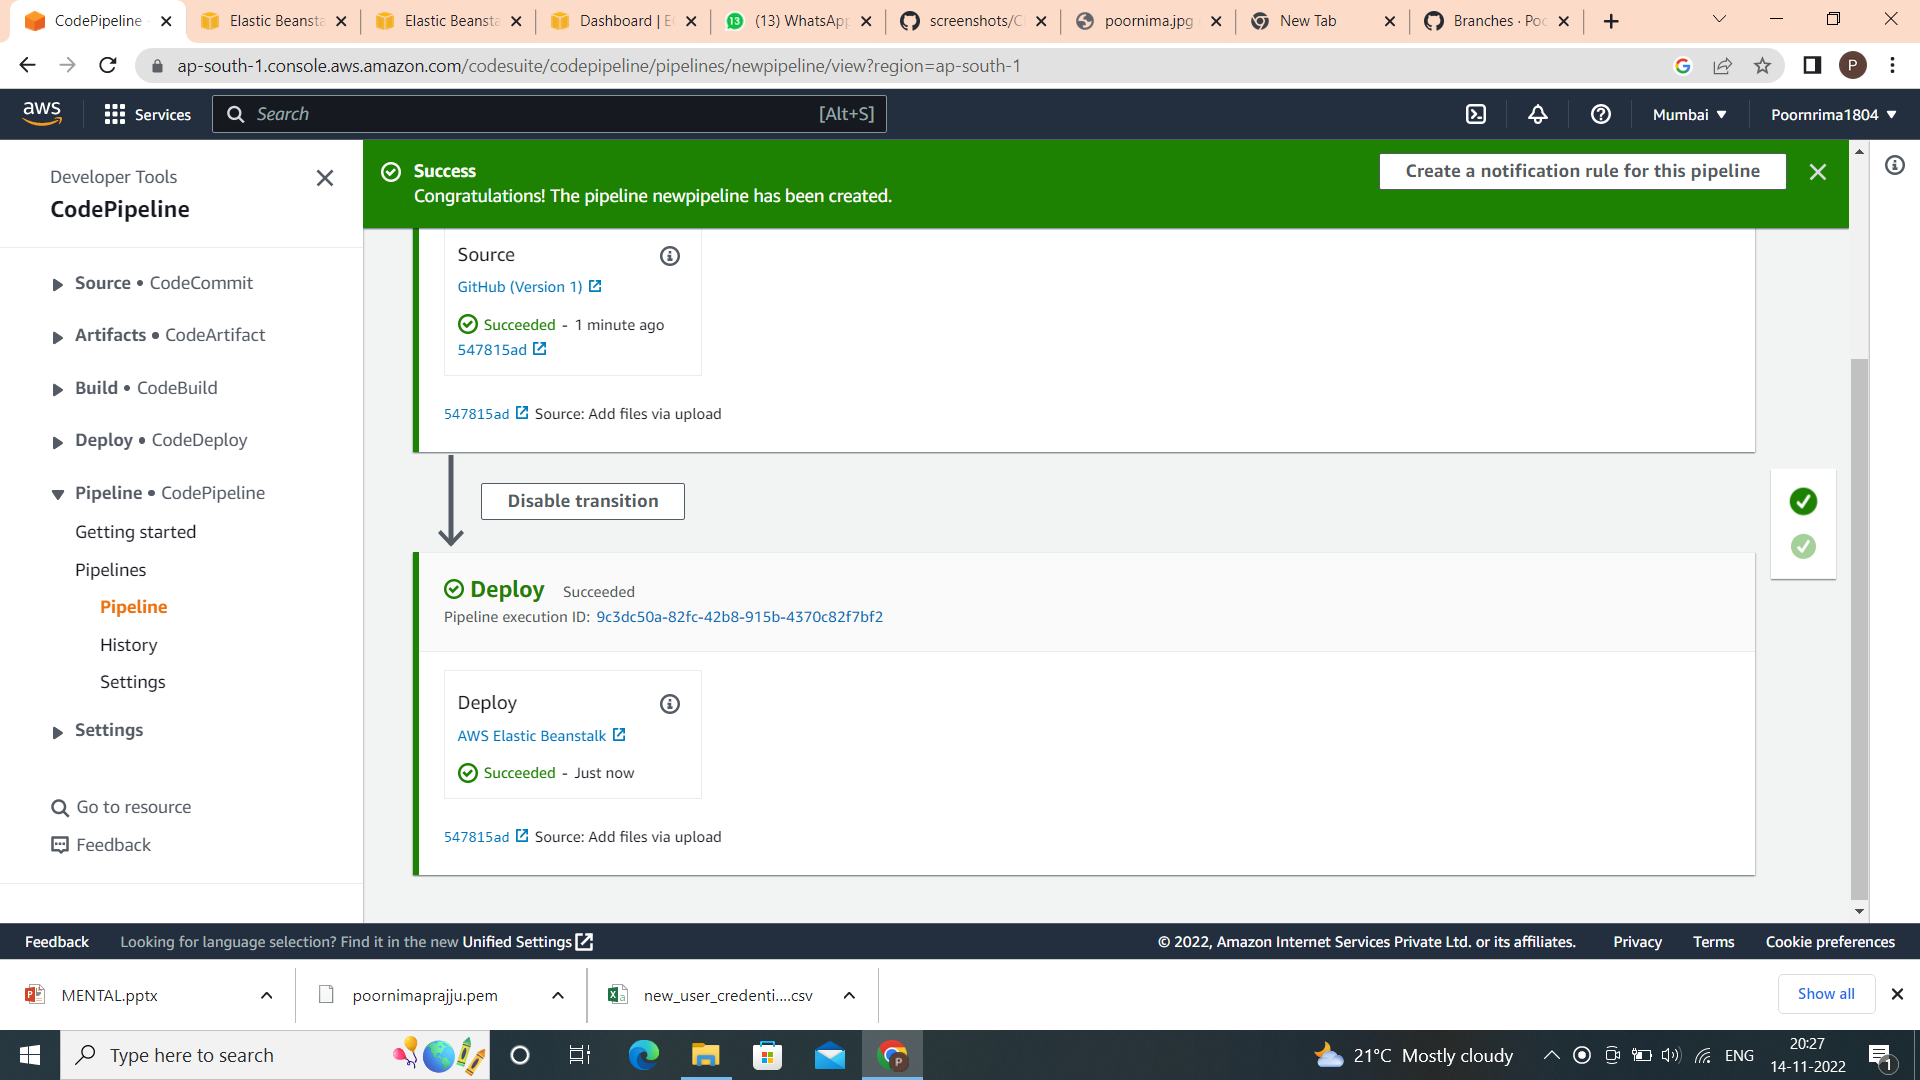 CodePipeline
Elastic Beansta
Elastic Beansta
Dashboard | E
13
(13) WhatsApp
screenshots/C
poornima.jpg
New Tab
Branches · Poo
ap-south-1.console.aws.amazon.com/codesuite/codepipeline/pipelines/newpipeline/view?region=ap-south-1
P
aws
Services
Search
[Alt+S]
Mumbai
Poornrima1804
Developer Tools
CodePipeline
Source • CodeCommit
Artifacts • CodeArtifact
Build • CodeBuild
Deploy • CodeDeploy
Pipeline • CodePipeline
Getting started
Pipelines
Pipeline
History
Settings
Settings
Go to resource
Feedback
Success
Congratulations! The pipeline newpipeline has been created.
Create a notification rule for this pipeline
Source
GitHub (Version 1)
Succeeded - 1 minute ago
547815ad
547815ad Source: Add files via upload
Disable transition
Deploy Succeeded
Pipeline execution ID: 9c3dc50a-82fc-42b8-915b-4370c82f7bf2
Deploy
AWS Elastic Beanstalk
Succeeded - Just now
547815ad Source: Add files via upload
Feedback
Looking for language selection? Find it in the new Unified Settings
© 2022, Amazon Internet Services Private Ltd. or its affiliates.
Privacy
Terms
Cookie preferences
MENTAL.pptx
poornimaprajju.pem
new_user_credenti....csv
Show all
Type here to search
P
21°C Mostly cloudy
ENG
20:27
14-11-2022
1